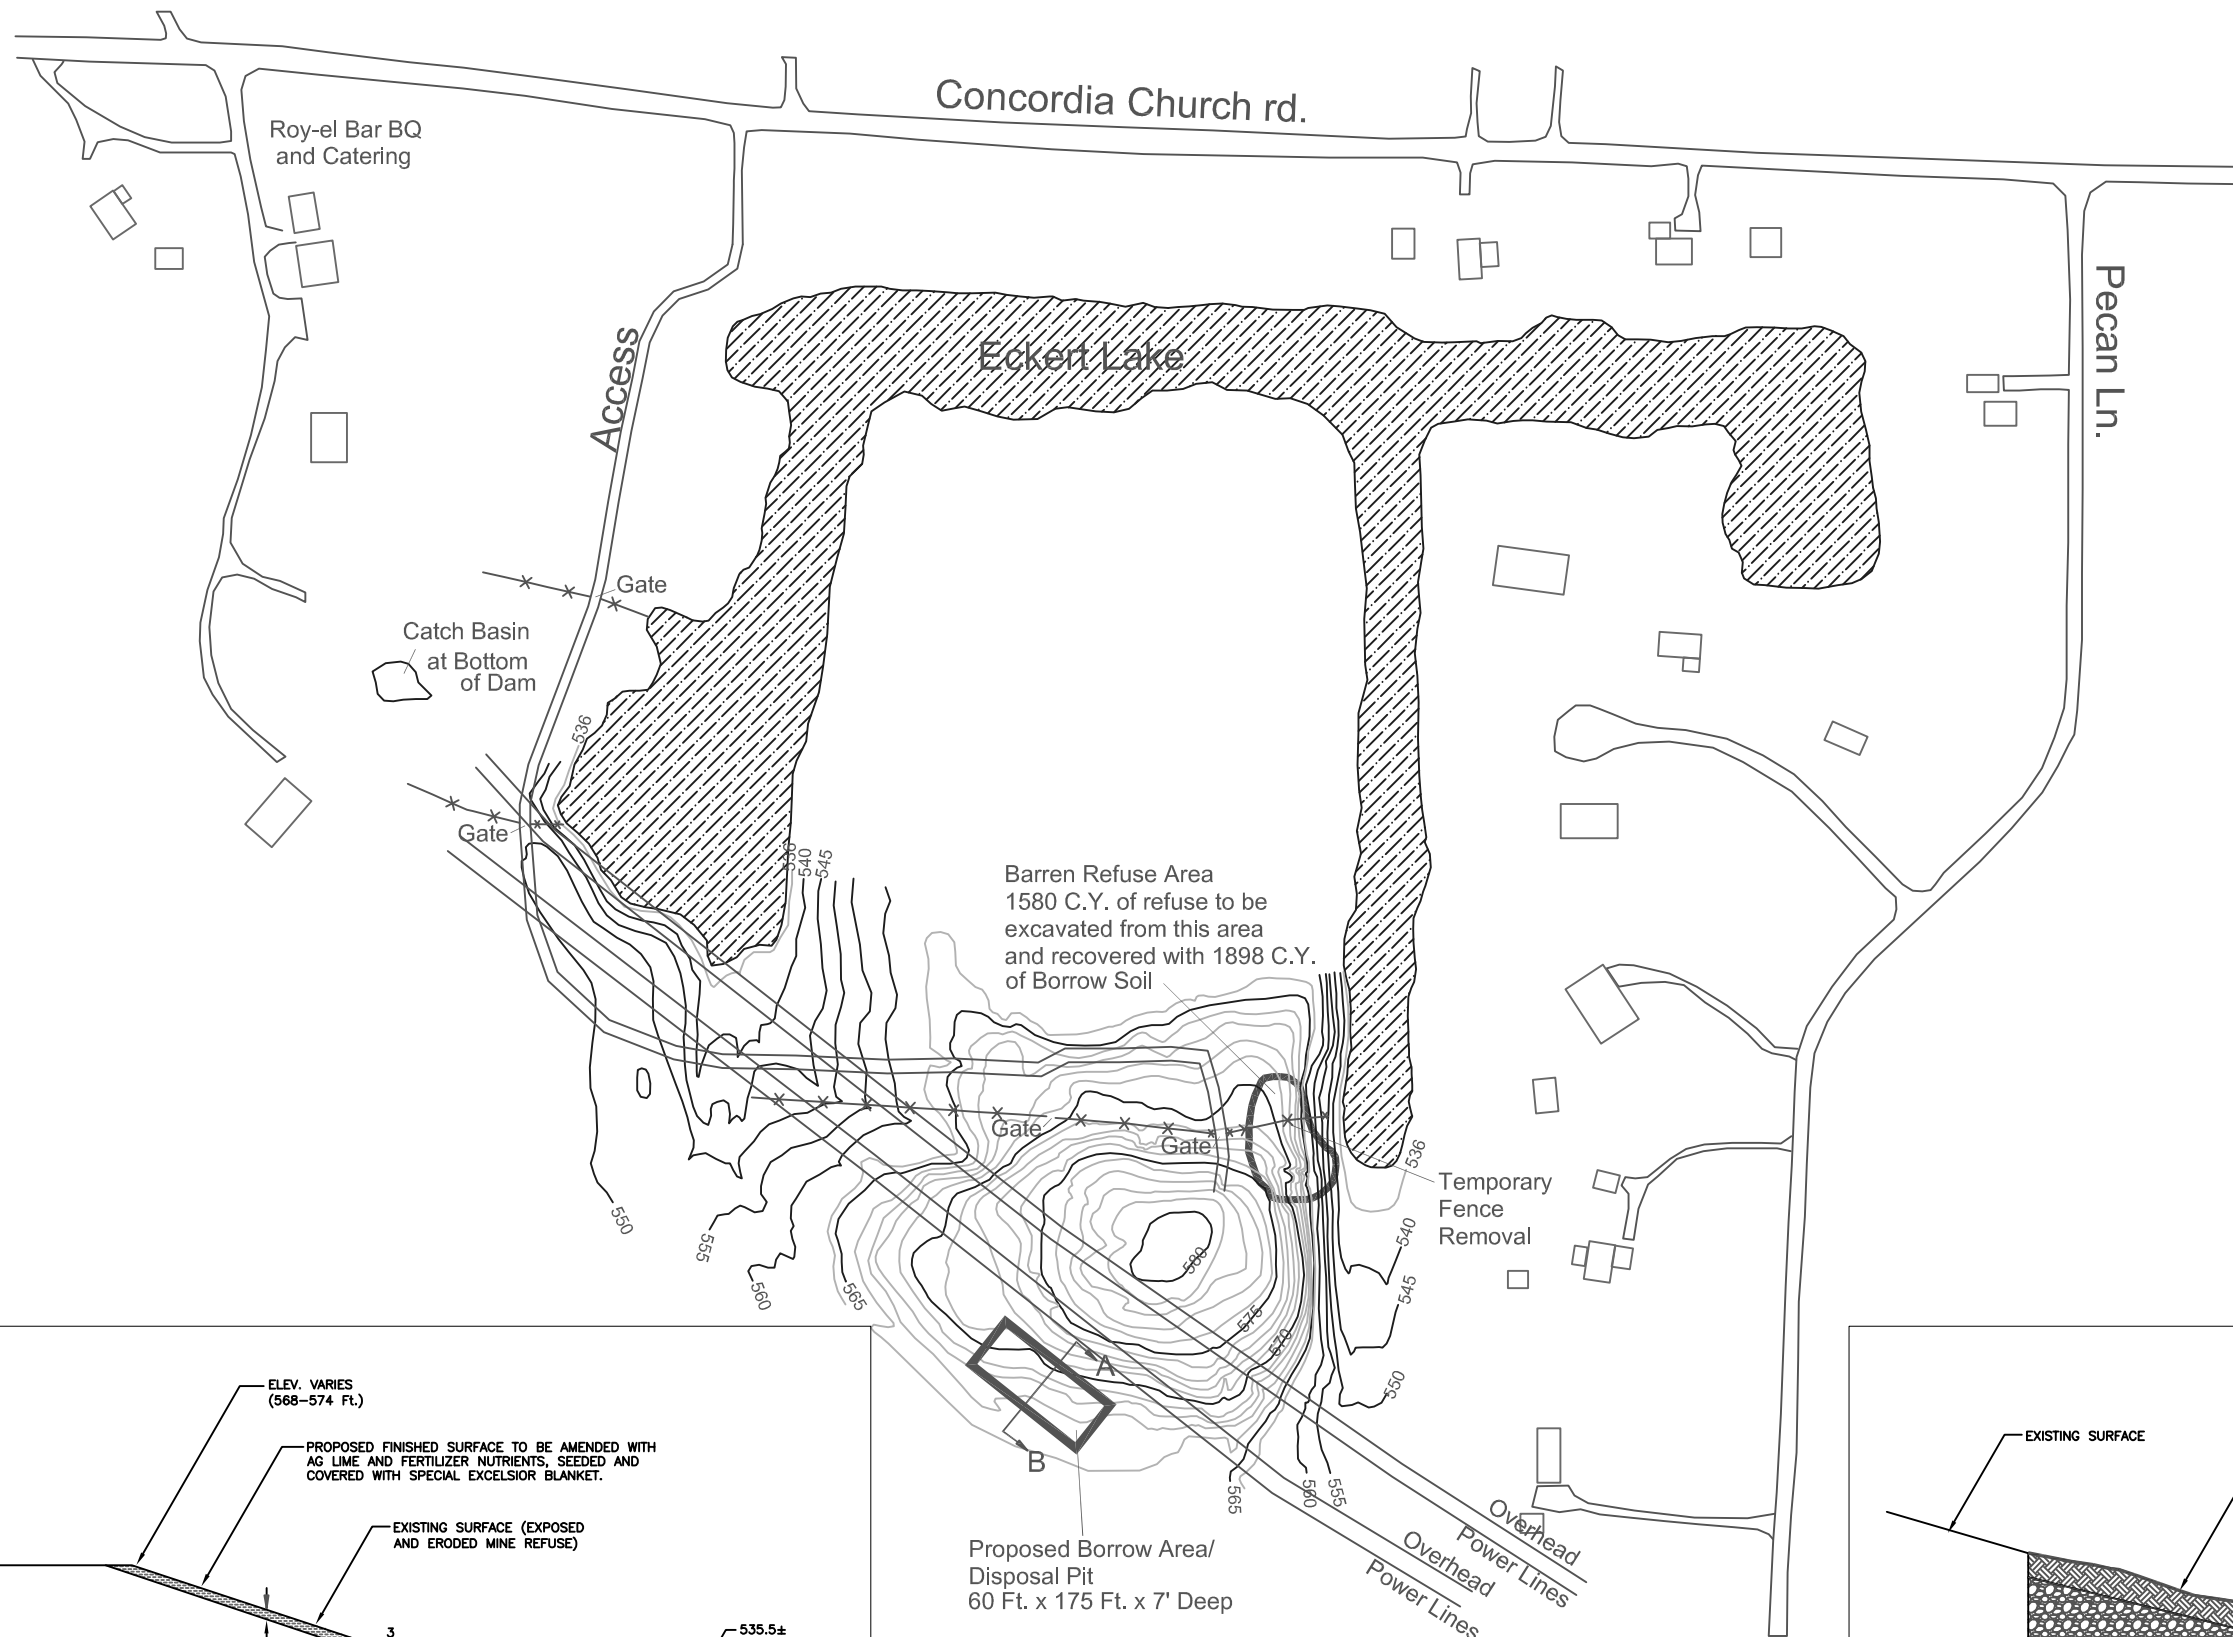 Concordia Church rd.
Roy-el Bar BQ
and Catering
Pecan Ln.
Access
Eckert Lake
Gate
Catch Basin
at Bottom
of Dam
536
Gate
536
540
545
Barren Refuse Area
1580 C.Y. of refuse to be
excavated from this area
and recovered with 1898 C.Y.
of Borrow Soil
Gate
Gate
536
Temporary
Fence
Removal
550
555
560
565
580
575
570
540
545
550
A
B
565
560
555
ELEV. VARIES
(568-574 Ft.)
PROPOSED FINISHED SURFACE TO BE AMENDED WITH
AG LIME AND FERTILIZER NUTRIENTS, SEEDED AND
COVERED WITH SPECIAL EXCELSIOR BLANKET.
EXISTING SURFACE (EXPOSED
AND ERODED MINE REFUSE)
3
535.5±
Proposed Borrow Area/
Disposal Pit
60 Ft. x 175 Ft. x 7' Deep
Overhead
Power Lines
Overhead
Power Lines
EXISTING SURFACE